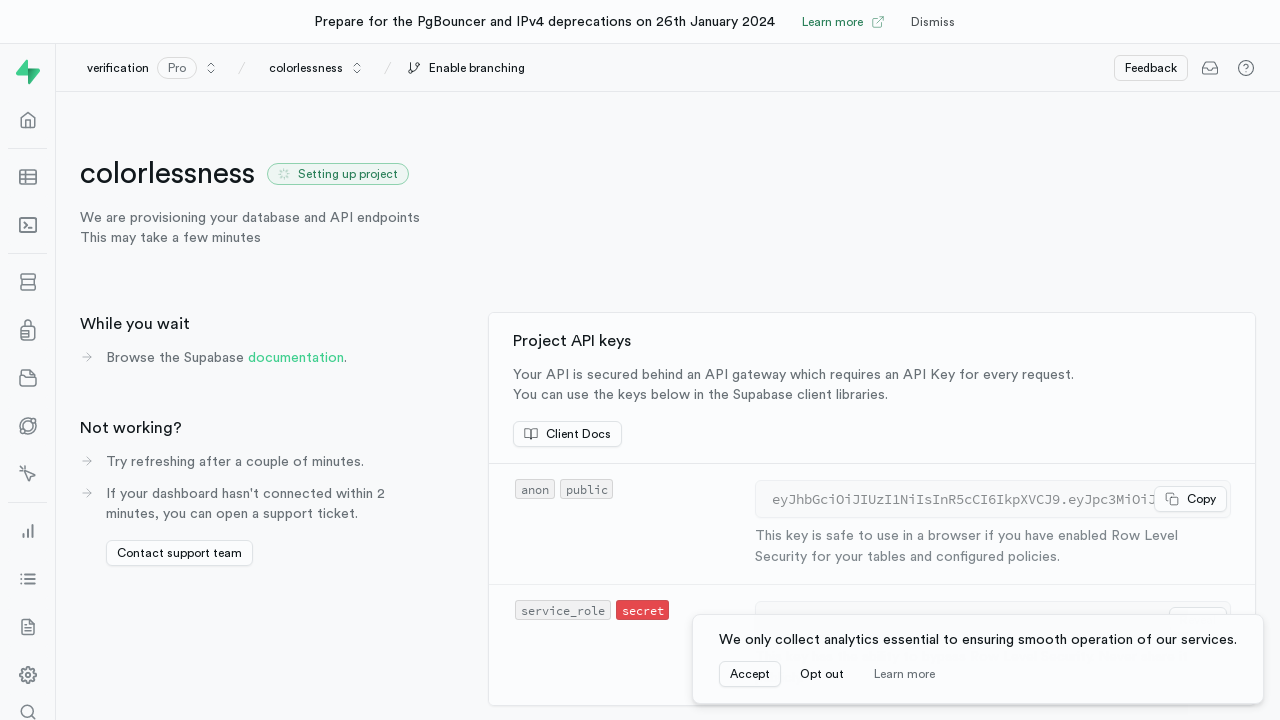 Prepare for the PgBouncer and IPv4 deprecations on 26th January 2024 Learn more Dismiss
verification Pro / colorlessness / Enable branching Feedback
colorlessness Setting up project
We are provisioning your database and API endpoints
This may take a few minutes
While you wait
Browse the Supabase documentation.
Not working?
Try refreshing after a couple of minutes.
If your dashboard hasn't connected within 2
minutes, you can open a support ticket.
Contact support team
Project API keys
Your API is secured behind an API gateway which requires an API Key for every request.
You can use the keys below in the Supabase client libraries.
Client Docs
anon public eyJhbGciOiJIUzI1NiIsInR5cCI6IkpXVCJ9.eyJpc3MiOiJ Copy
This key is safe to use in a browser if you have enabled Row Level
Security for your tables and configured policies.
service_role secret
We only collect analytics essential to ensuring smooth operation of our services.
Accept Opt out Learn more